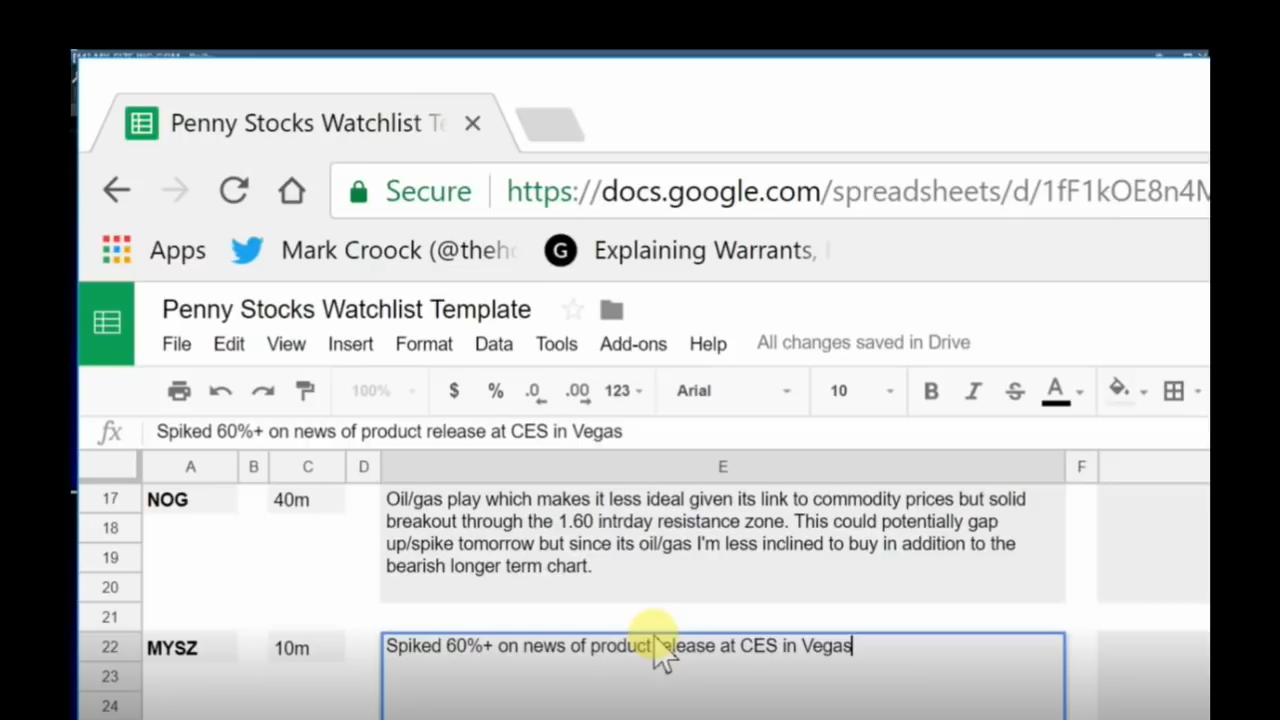 Penny Stocks Watchlist Te
Secure https://docs.google.com/spreadsheets/d/1fF1kOE8n4M
Apps Mark Croock (@theho G Explaining Warrants,
Penny Stocks Watchlist Template
File Edit View Insert Format Data Tools Add-ons Help All changes saved in Drive
100% $ % .0 .00 123 Arial 10 B I S A
fx Spiked 60%+ on news of product release at CES in Vegas
A B C D E F
17 NOG 40m Oil/gas play which makes it less ideal given its link to commodity prices but solid
18 breakout through the 1.60 intrday resistance zone. This could potentially gap
19 up/spike tomorrow but since its oil/gas I'm less inclined to buy in addition to the
20 bearish longer term chart.
21
22 MYSZ 10m Spiked 60%+ on news of product release at CES in Vegas
23
24